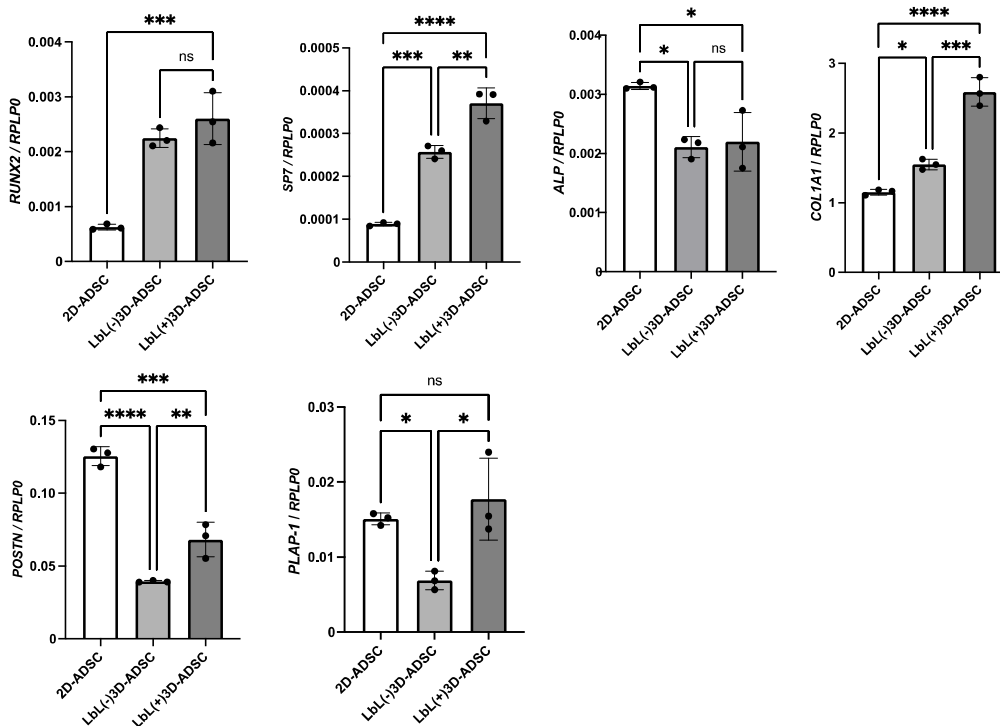 ***
ns
0.004
0.003
0.002
0.001
0
RUNX2 / RPLP0
2D-ADSC
LbL(-)3D-ADSC
LbL(+)3D-ADSC
****
***
**
0.0005
0.0004
0.0003
0.0002
0.0001
0
SP7 / RPLP0
2D-ADSC
LbL(-)3D-ADSC
LbL(+)3D-ADSC
*
*
ns
0.004
0.003
0.002
0.001
0
ALP / RPLP0
2D-ADSC
LbL(-)3D-ADSC
LbL(+)3D-ADSC
****
*
***
3
2
1
0
COL1A1 / RPLP0
2D-ADSC
LbL(-)3D-ADSC
LbL(+)3D-ADSC
***
****
**
0.15
0.10
0.05
0
POSTN / RPLP0
2D-ADSC
LbL(-)3D-ADSC
LbL(+)3D-ADSC
ns
*
*
0.03
0.02
0.01
0
PLAP-1 / RPLP0
2D-ADSC
LbL(-)3D-ADSC
LbL(+)3D-ADSC